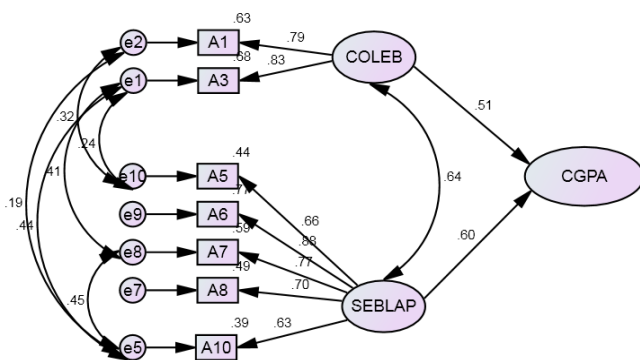 .63
e2 A1 .79
COLEB
.68
e1 A3 .83
.51
.32
.24
.44
e10 A5
CGPA
.41
.77
.64
e9 A6
.66
.19
.59
.88
.44
e8 A7
.77
.49
.60
e7 A8
.70
SEBLAP
.45
.39
.63
e5 A10